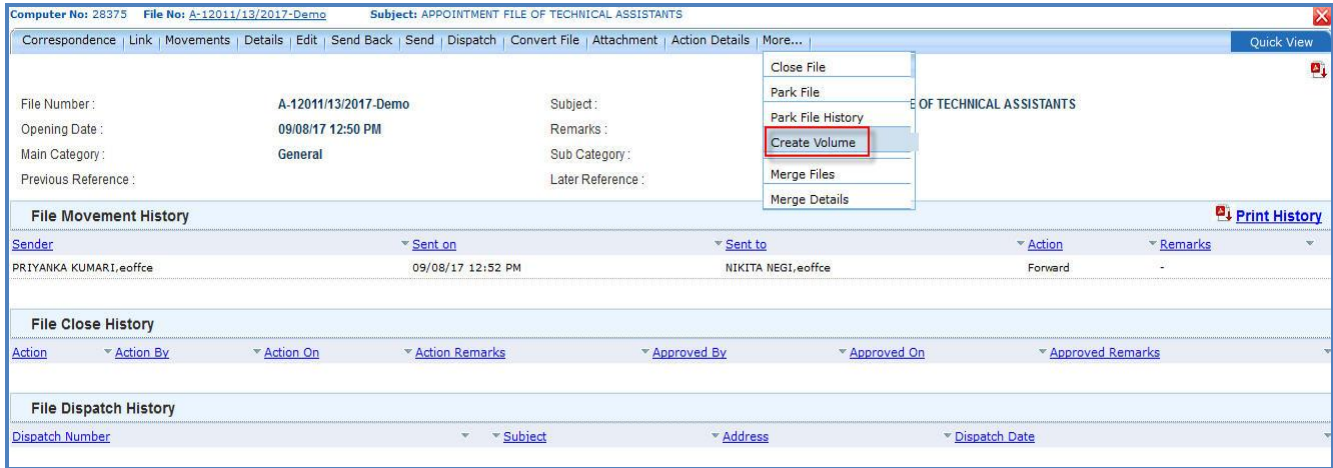 Computer No: 28375 File No: A-12011/13/2017-Demo Subject: APPOINTMENT FILE OF TECHNICAL ASSISTANTS
Correspondence | Link | Movements | Details | Edit | Send Back | Send | Dispatch | Convert File | Attachment | Action Details | More... | Quick View
Close File
Park File
Park File History
Create Volume
Merge Files
Merge Details
File Number : A-12011/13/2017-Demo Subject : E OF TECHNICAL ASSISTANTS
Opening Date : 09/08/17 12:50 PM Remarks :
Main Category : General Sub Category :
Previous Reference : Later Reference :
File Movement History Print History
Sender Sent on Sent to Action Remarks
PRIYANKA KUMARI,eoffce 09/08/17 12:52 PM NIKITA NEGI,eoffce Forward -
File Close History
Action Action By Action On Action Remarks Approved By Approved On Approved Remarks
File Dispatch History
Dispatch Number Subject Address Dispatch Date